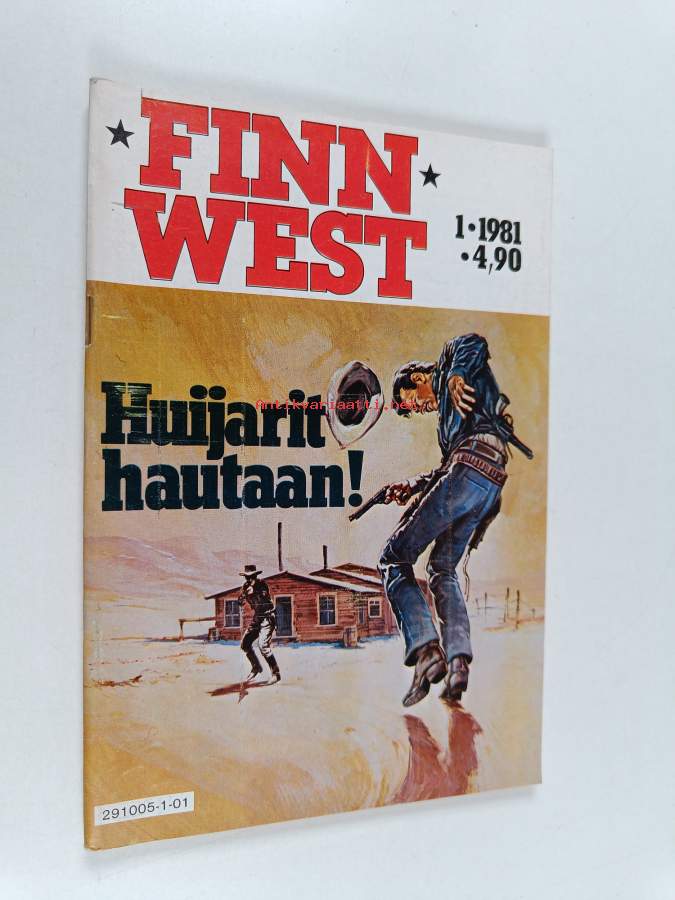 FINN
WEST
1•1981
•4,90
Huijarit
hautaan!
antikvariaatti.net
291005-1-01